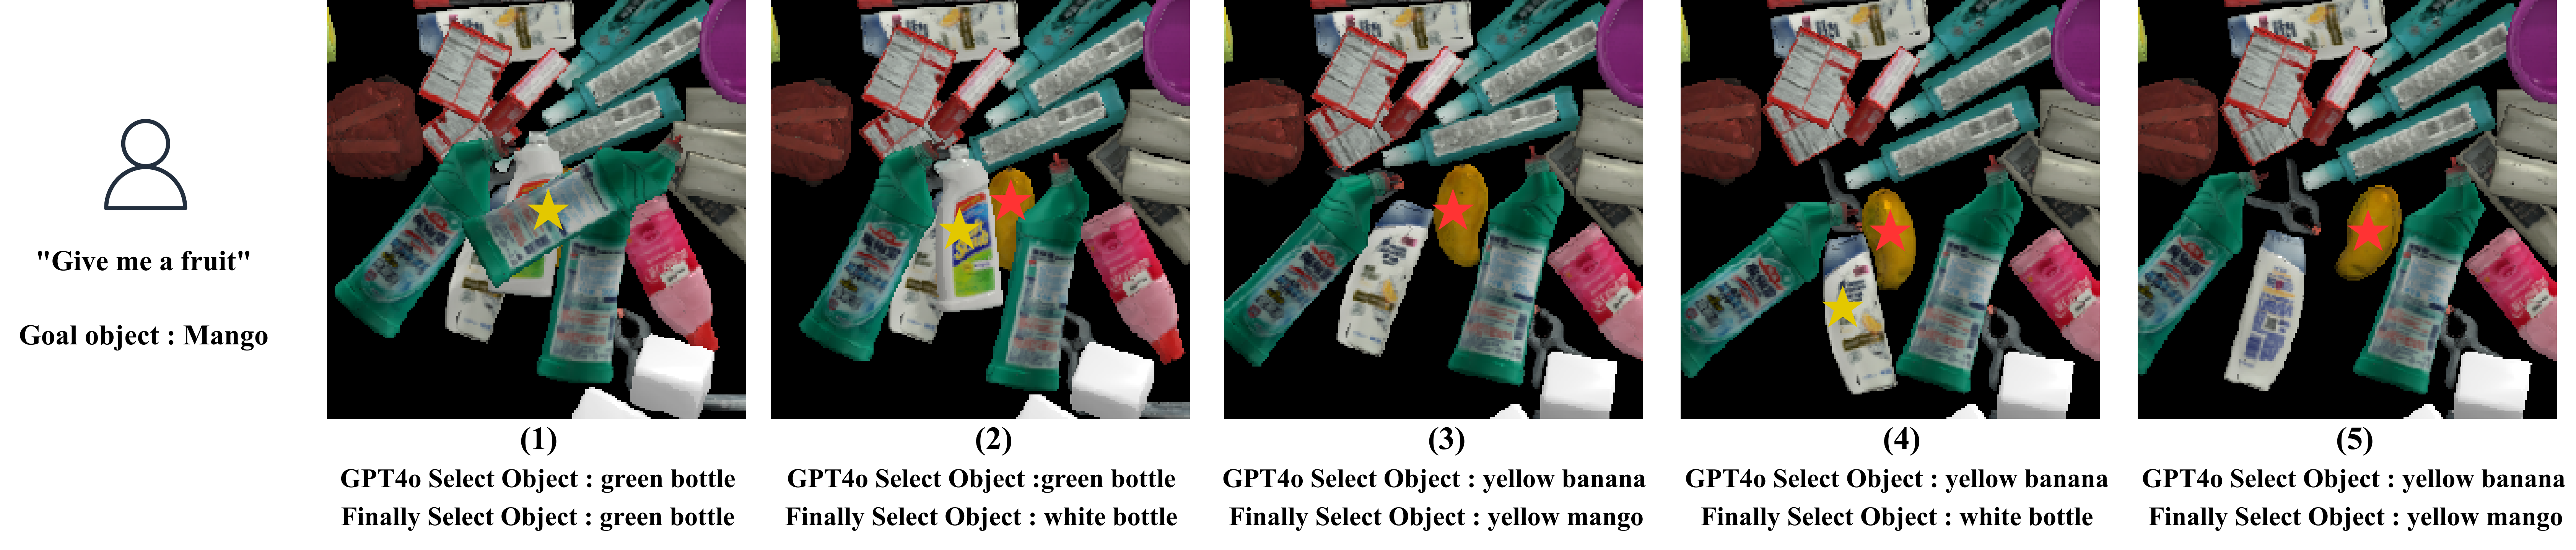 "Give me a fruit"
Goal object : Mango
(1)
GPT4o Select Object : green bottle
Finally Select Object : green bottle
(2)
GPT4o Select Object :green bottle
Finally Select Object : white bottle
(3)
GPT4o Select Object : yellow banana
Finally Select Object : yellow mango
(4)
GPT4o Select Object : yellow banana
Finally Select Object : white bottle
(5)
GPT4o Select Object : yellow banana
Finally Select Object : yellow mango